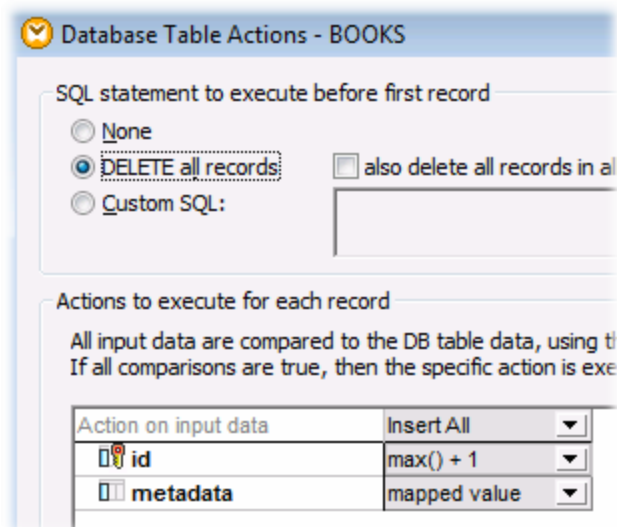 Database Table Actions - BOOKS
SQL statement to execute before first record
None
DELETE all records also delete all records in
Custom SQL:
Actions to execute for each record
All input data are compared to the DB table data, using
If all comparisons are true, then the specific action is
Action on input data Insert All
id max() + 1
metadata mapped value